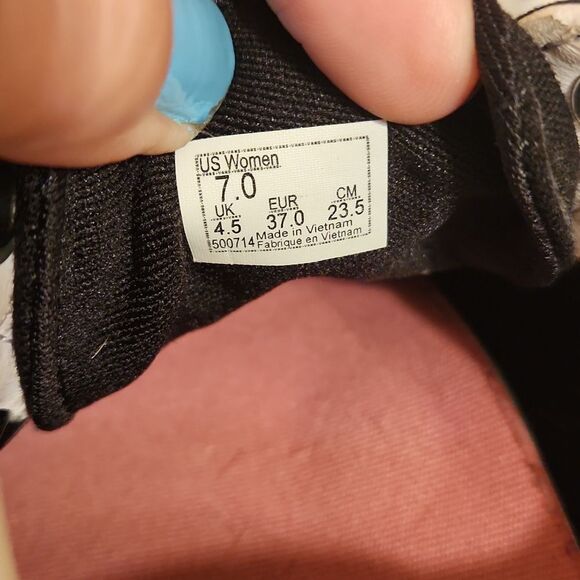 US Women
7.0
UK EUR CM.
4.5 37.0 23.5
500714 Made in Vietnam
Fabrique en Vietnam